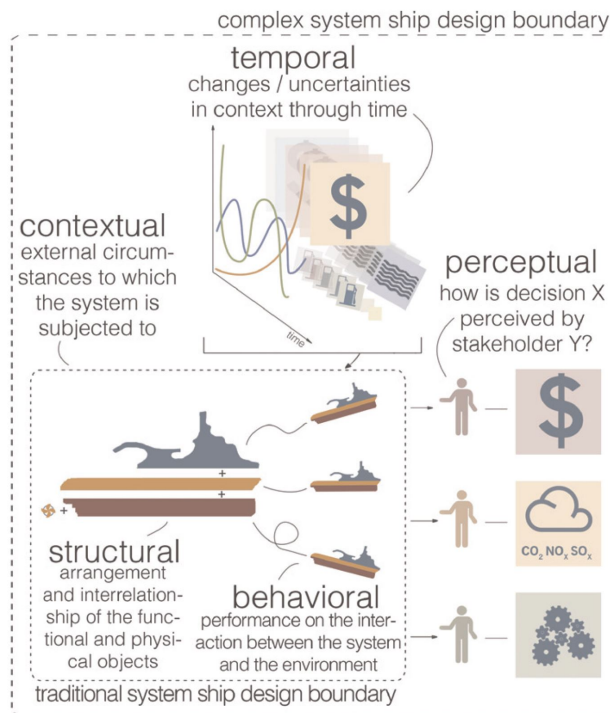 complex system ship design boundary
temporal
changes / uncertainties
in context through time
$
time
contextual
external circum-
stances to which
the system is
subjected to
perceptual
how is decision X
perceived by
stakeholder Y?
$
+
+
+
CO₂ NOₓ SOₓ
structural
arrangement
and interrelation-
ship of the func-
tional and physi-
cal objects
behavioral
performance on the inter-
action between the system
and the environment
traditional system ship design boundary